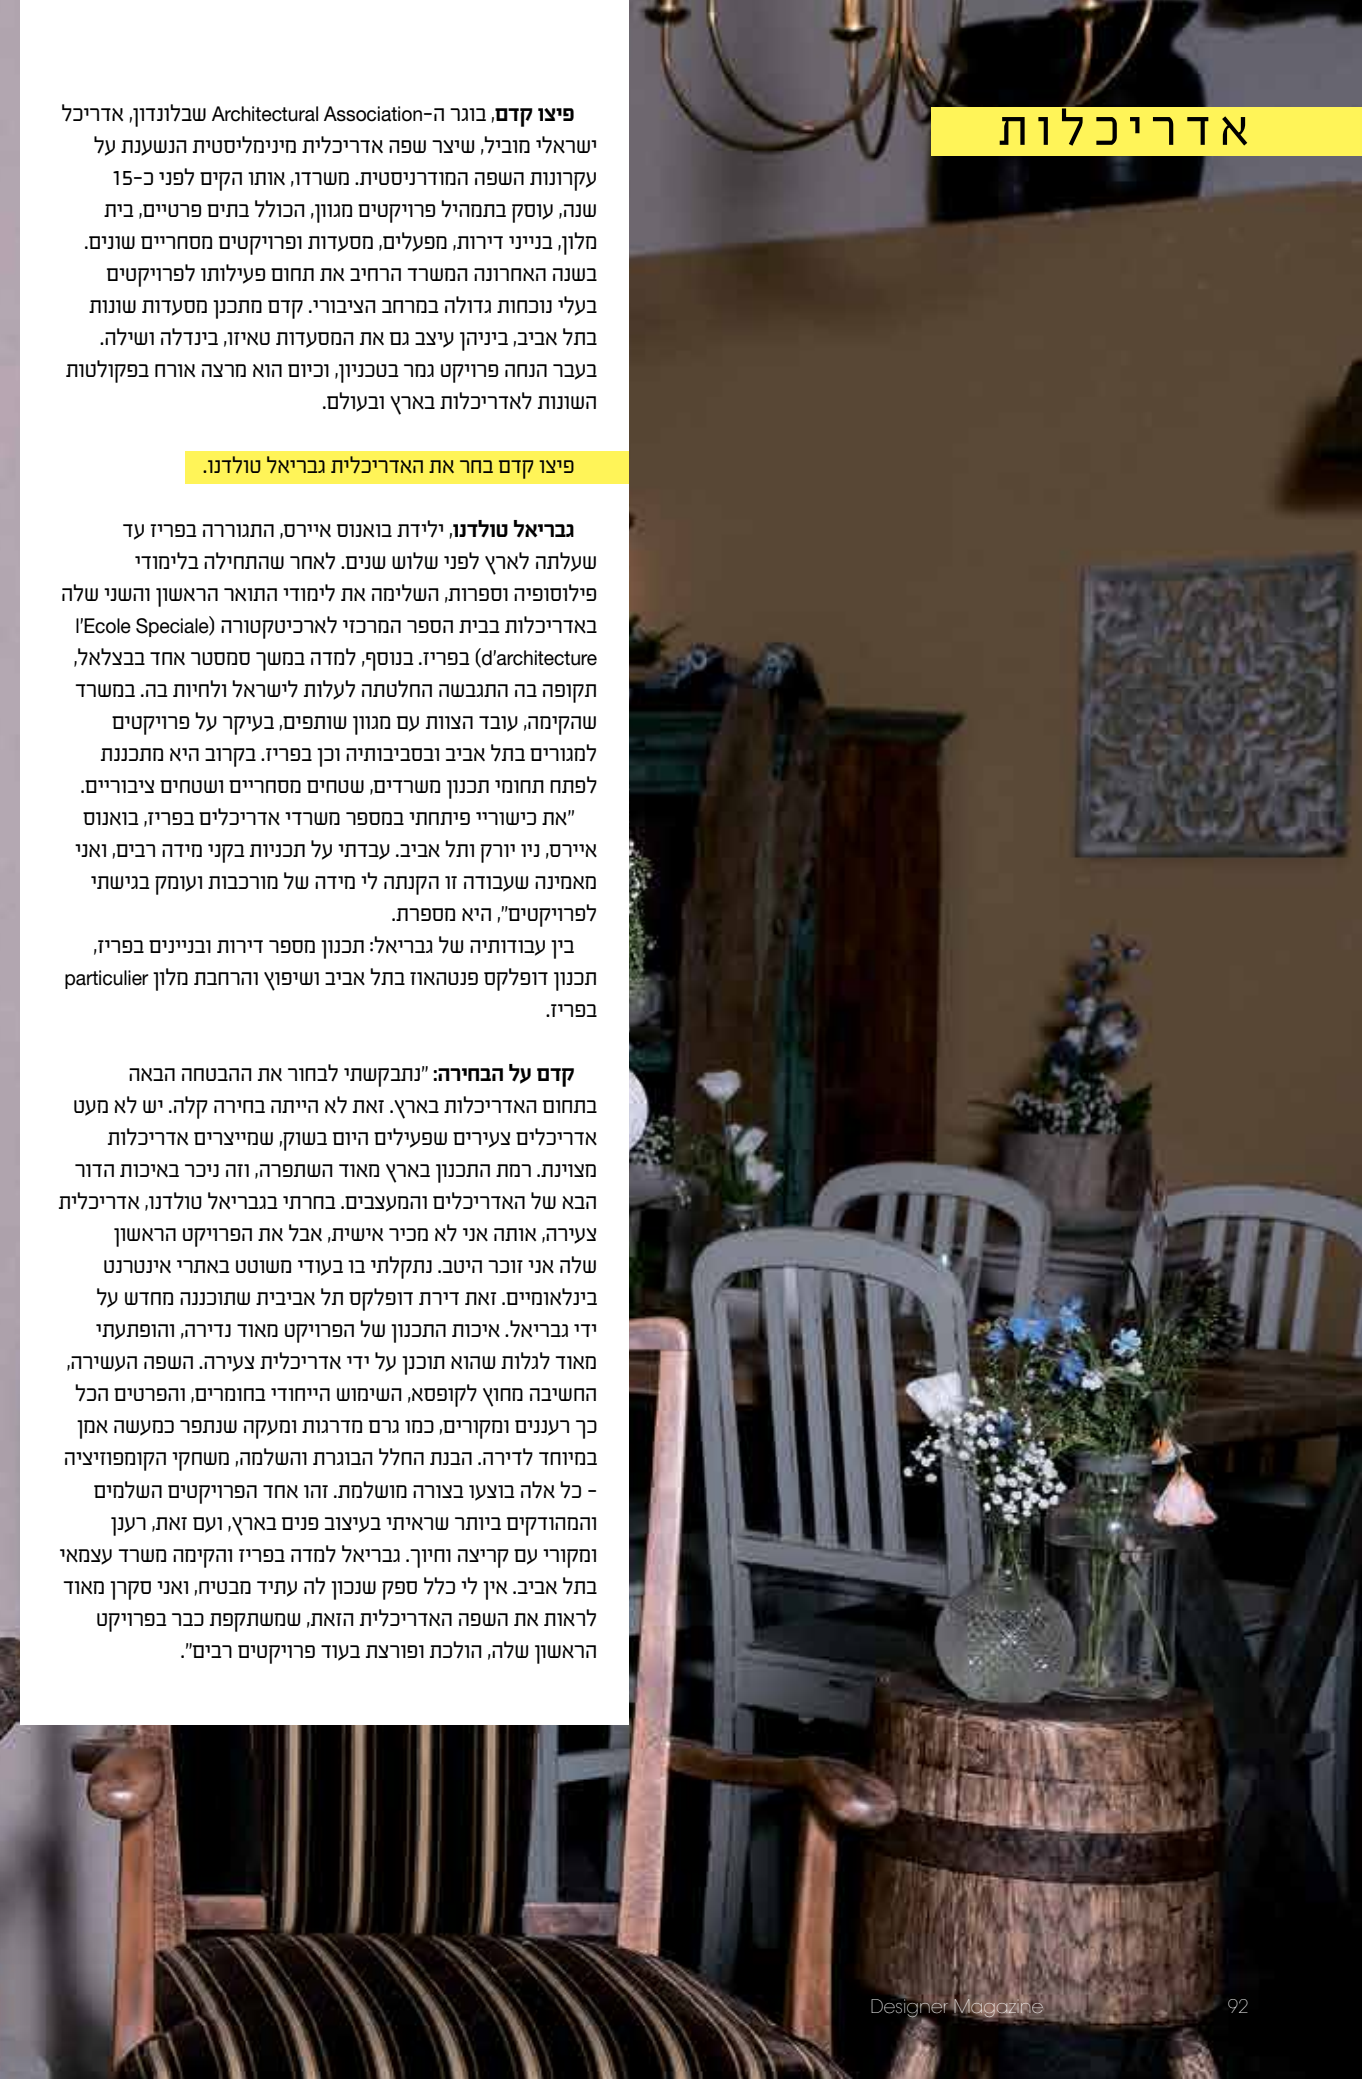 אדריכלות
פיצו קדם, בוגר ה-Architectural Association שבלונדון, אדריכל
ישראלי מוביל, שיצר שפה אדריכלית מינימליסטית הנשענת על
עקרונות השפה המודרניסטית. משרדו, אותו הקים לפני כ-15
שנה, עוסק בתמהיל פרויקטים מגוון, הכולל בתים פרטיים, בית
מלון, בנייני דירות, מפעלים, מסעדות ופרויקטים מסחריים שונים.
בשנה האחרונה המשרד הרחיב את תחום פעילותו לפרויקטים
בעלי נוכחות גדולה במרחב הציבורי. קדם מתכנן מסעדות שונות
בתל אביב, ביניהן עיצב גם את המסעדות טאיזו, בינדלה ושילה.
בעבר הנחה פרויקט גמר בטכניון, וכיום הוא מרצה אורח בפקולטות
השונות לאדריכלות בארץ ובעולם.
פיצו קדם בחר את האדריכלית גבריאל טולדנו.
גבריאל טולדנו, ילידת בואנוס איירס, התגוררה בפריז עד
שעלתה לארץ לפני שלוש שנים. לאחר שהתחילה בלימודי
פילוסופיה וספרות, השלימה את לימודי התואר הראשון והשני שלה
באדריכלות בבית הספר המרכזי לארכיטקטורה (l'Ecole Speciale
d'architecture) בפריז. בנוסף, למדה במשך סמסטר אחד בבצלאל,
תקופה בה התגבשה החלטתה לעלות לישראל ולחיות בה. במשרד
שהקימה, עובד הצוות עם מגוון שותפים, בעיקר על פרויקטים
למגורים בתל אביב ובסביבותיה וכן בפריז. בקרוב היא מתכננת
לפתח תחומי תכנון משרדים, שטחים מסחריים ושטחים ציבוריים.
"את כישוריי פיתחתי במספר משרדי אדריכלים בפריז, בואנוס
איירס, ניו יורק ותל אביב. עבדתי על תכניות בקני מידה רבים, ואני
מאמינה שעבודה זו הקנתה לי מידה של מורכבות ועומק בגישתי
לפרויקטים", היא מספרת.
בין עבודותיה של גבריאל: תכנון מספר דירות ובניינים בפריז,
תכנון דופלקס פנטהאוז בתל אביב ושיפוץ והרחבת מלון particulier
בפריז.
קדם על הבחירה: "נתבקשתי לבחור את ההבטחה הבאה
בתחום האדריכלות בארץ. זאת לא הייתה בחירה קלה. יש לא מעט
אדריכלים צעירים שפעילים היום בשוק, שמייצרים אדריכלות
מצוינת. רמת התכנון בארץ מאוד השתפרה, וזה ניכר באיכות הדור
הבא של האדריכלים והמעצבים. בחרתי בגבריאל טולדנו, אדריכלית
צעירה, אותה אני לא מכיר אישית, אבל את הפרויקט הראשון
שלה אני זוכר היטב. נתקלתי בו בעודי משוטט באתרי אינטרנט
בינלאומיים. זאת דירת דופלקס תל אביבית שתוכננה מחדש על
ידי גבריאל. איכות התכנון של הפרויקט מאוד נדירה, והופתעתי
מאוד לגלות שהוא תוכנן על ידי אדריכלית צעירה. השפה העשירה,
החשיבה מחוץ לקופסא, השימוש הייחודי בחומרים, והפרטים הכל
כך רעננים ומקורים, כמו גרם מדרגות ומעקה שנתפר כמעשה אמן
במיוחד לדירה. הבנת החלל הבוגרת והשלמה, משחקי הקומפוזיציה
- כל אלה בוצעו בצורה מושלמת. זהו אחד הפרויקטים השלמים
והמהודקים ביותר שראיתי בעיצוב פנים בארץ, ועם זאת, רענן
ומקורי עם קריצה וחיוך. גבריאל למדה בפריז והקימה משרד עצמאי
בתל אביב. אין לי כלל ספק שנכון לה עתיד מבטיח, ואני סקרן מאוד
לראות את השפה האדריכלית הזאת, שמשתקפת כבר בפרויקט
הראשון שלה, הולכת ופורצת בעוד פרויקטים רבים".
Designer Magazine 92